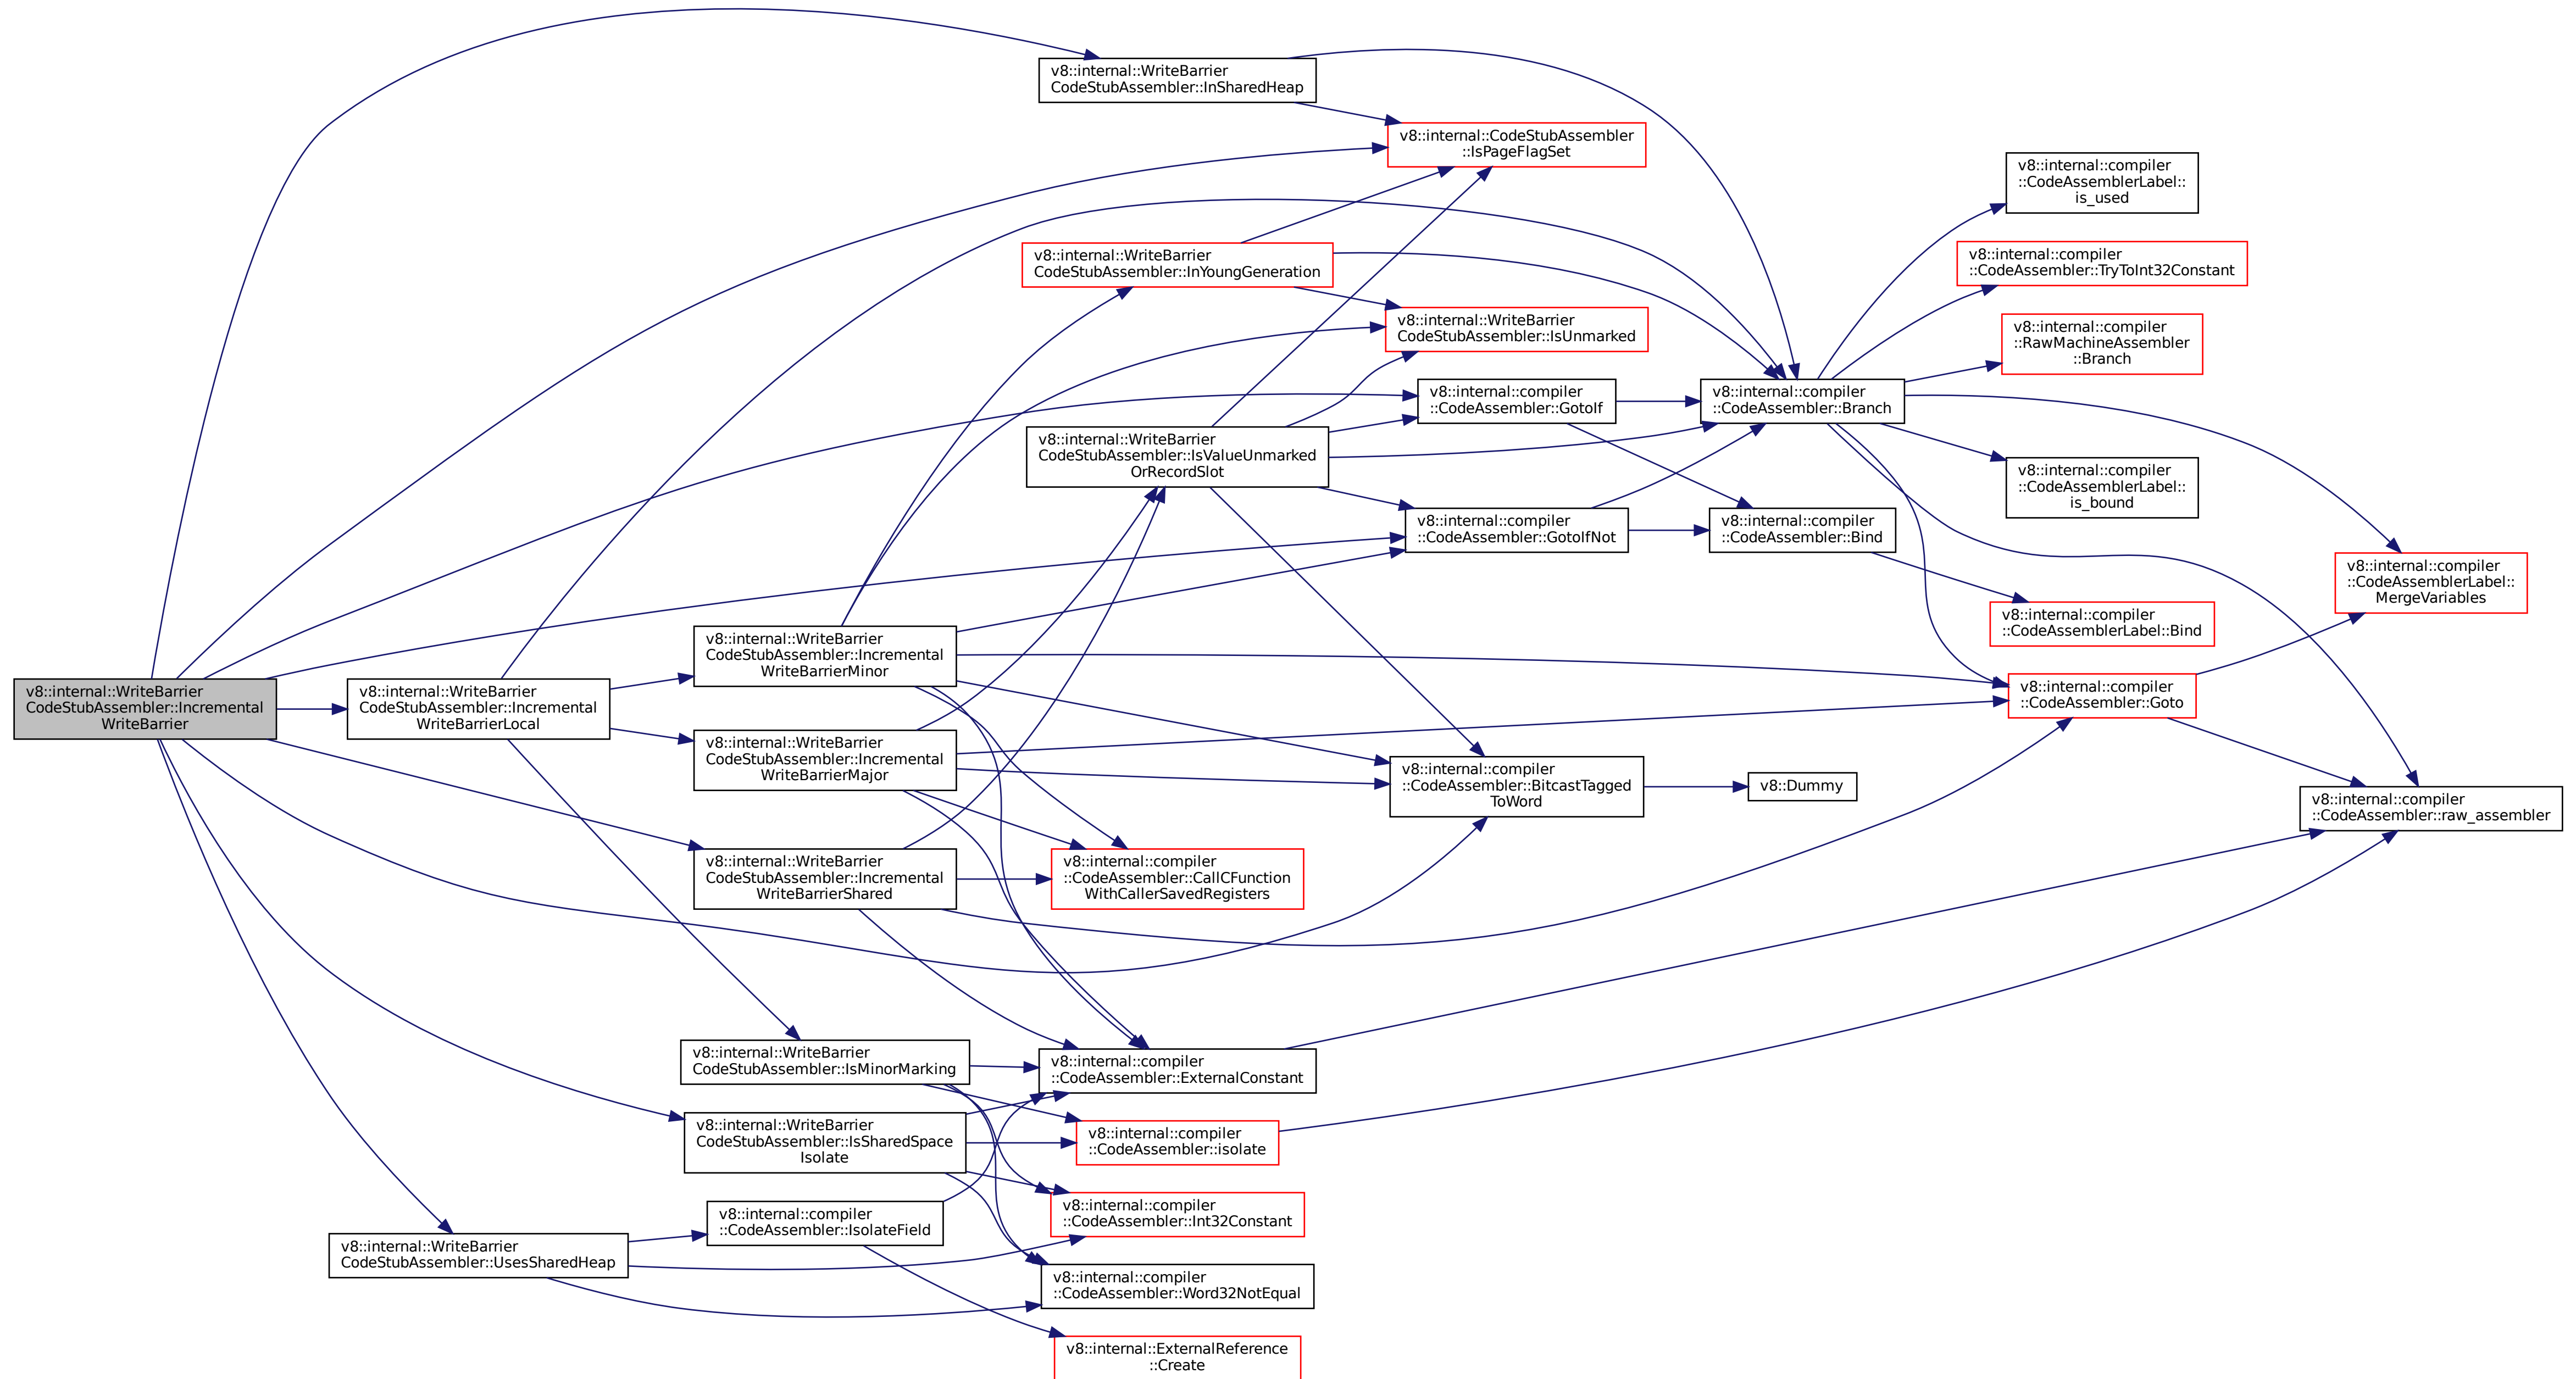 v8::internal::WriteBarrier
CodeStubAssembler::Incremental
WriteBarrier
v8::internal::WriteBarrier
CodeStubAssembler::InSharedHeap
v8::internal::CodeStubAssembler
::IsPageFlagSet
v8::internal::WriteBarrier
CodeStubAssembler::InYoungGeneration
v8::internal::WriteBarrier
CodeStubAssembler::IsUnmarked
v8::internal::compiler
::CodeAssembler::GotoIf
v8::internal::compiler
::CodeAssembler::Branch
v8::internal::compiler
::CodeAssemblerLabel::
is_used
v8::internal::compiler
::CodeAssembler::TryToInt32Constant
v8::internal::compiler
::RawMachineAssembler
::Branch
v8::internal::compiler
::CodeAssemblerLabel::
is_bound
v8::internal::WriteBarrier
CodeStubAssembler::IsValueUnmarked
OrRecordSlot
v8::internal::compiler
::CodeAssembler::GotoIfNot
v8::internal::compiler
::CodeAssembler::Bind
v8::internal::compiler
::CodeAssemblerLabel::Bind
v8::internal::compiler
::CodeAssemblerLabel::
MergeVariables
v8::internal::WriteBarrier
CodeStubAssembler::Incremental
WriteBarrierLocal
v8::internal::WriteBarrier
CodeStubAssembler::Incremental
WriteBarrierMinor
v8::internal::WriteBarrier
CodeStubAssembler::Incremental
WriteBarrierMajor
v8::internal::compiler
::CodeAssembler::Goto
v8::internal::compiler
::CodeAssembler::BitcastTagged
ToWord
v8::Dummy
v8::internal::compiler
::CodeAssembler::raw_assembler
v8::internal::WriteBarrier
CodeStubAssembler::Incremental
WriteBarrierShared
v8::internal::compiler
::CodeAssembler::CallCFunction
WithCallerSavedRegisters
v8::internal::WriteBarrier
CodeStubAssembler::IsMinorMarking
v8::internal::compiler
::CodeAssembler::ExternalConstant
v8::internal::WriteBarrier
CodeStubAssembler::IsSharedSpace
Isolate
v8::internal::compiler
::CodeAssembler::isolate
v8::internal::compiler
::CodeAssembler::Int32Constant
v8::internal::WriteBarrier
CodeStubAssembler::UsesSharedHeap
v8::internal::compiler
::CodeAssembler::IsolateField
v8::internal::compiler
::CodeAssembler::Word32NotEqual
v8::internal::ExternalReference
::Create